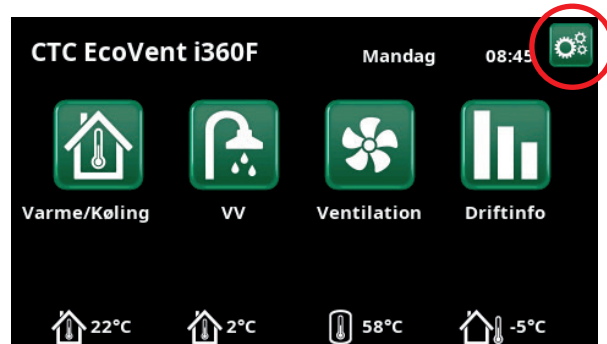 CTC EcoVent i360F Mandag 08:45
Varme/Køling VV Ventilation Driftinfo
22°C 2°C 58°C -5°C